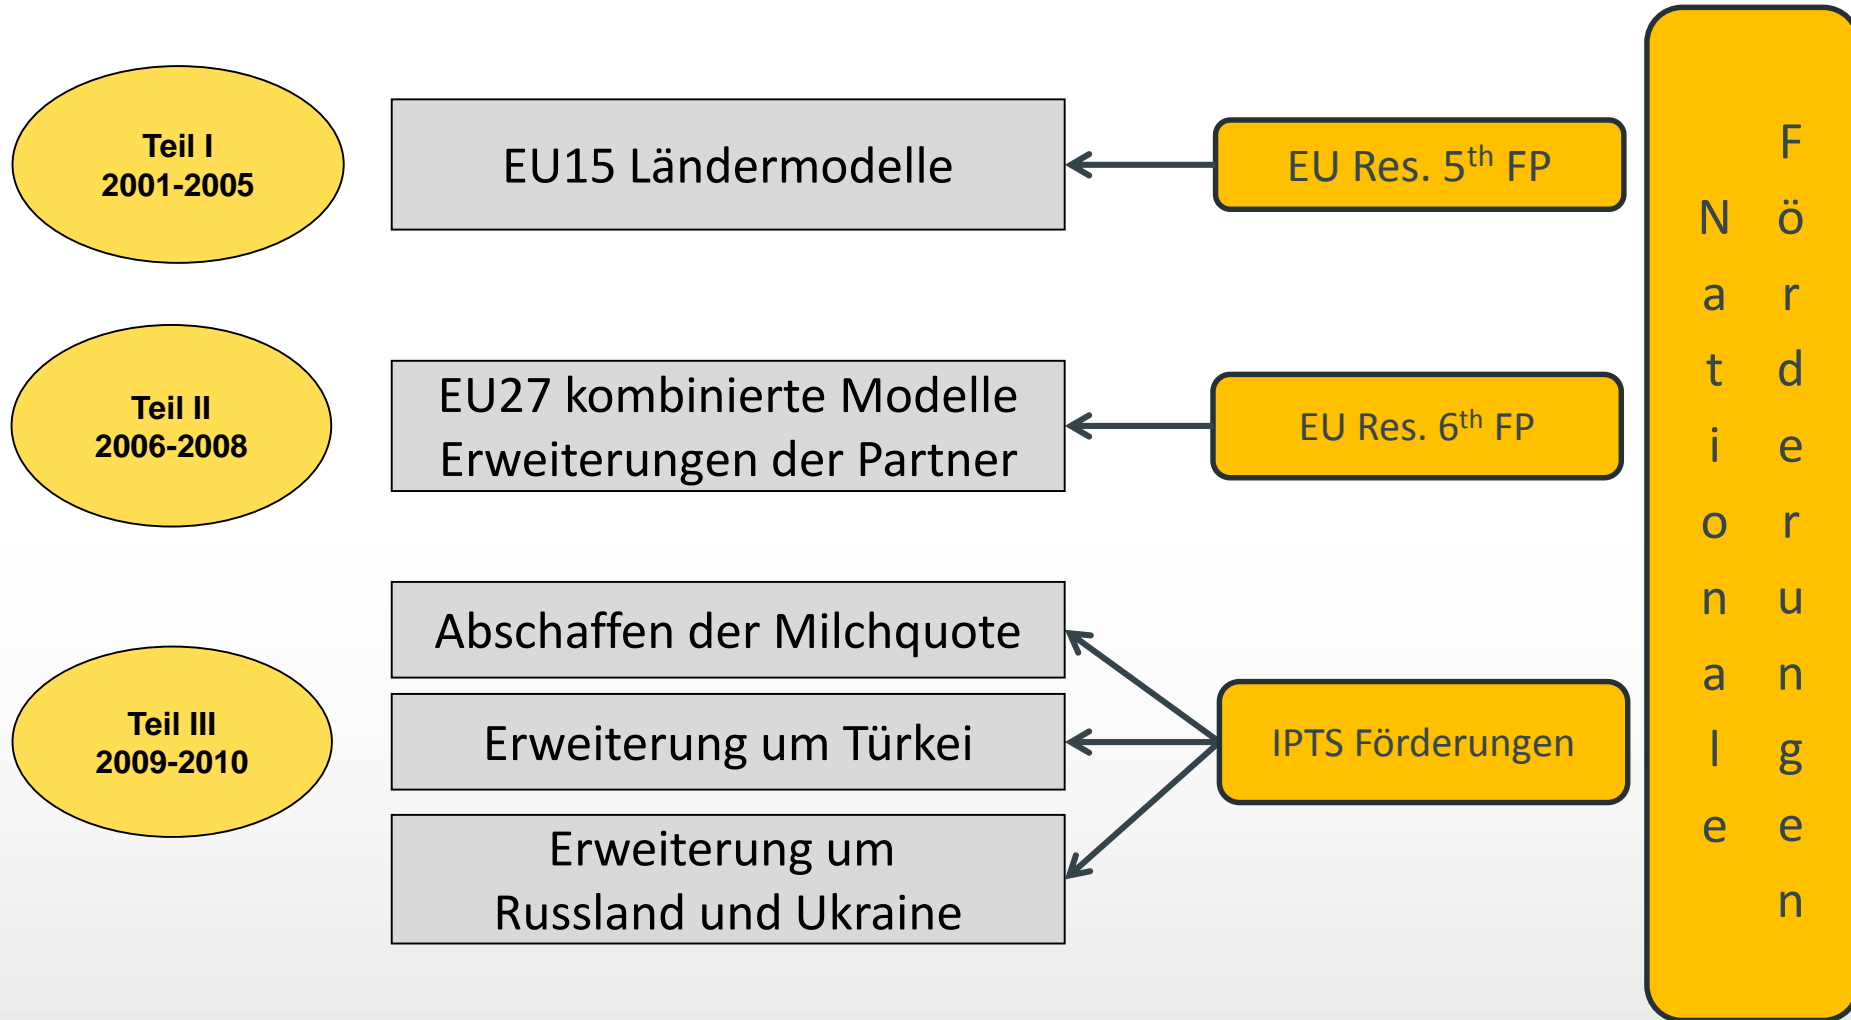 Teil I
2001-2005
EU15 Ländermodelle
EU Res. 5th FP
Teil II
2006-2008
EU27 kombinierte Modelle
Erweiterungen der Partner
EU Res. 6th FP
Teil III
2009-2010
Abschaffen der Milchquote
Erweiterung um Türkei
Erweiterung um
Russland und Ukraine
IPTS Förderungen
Nationale
Förderungen